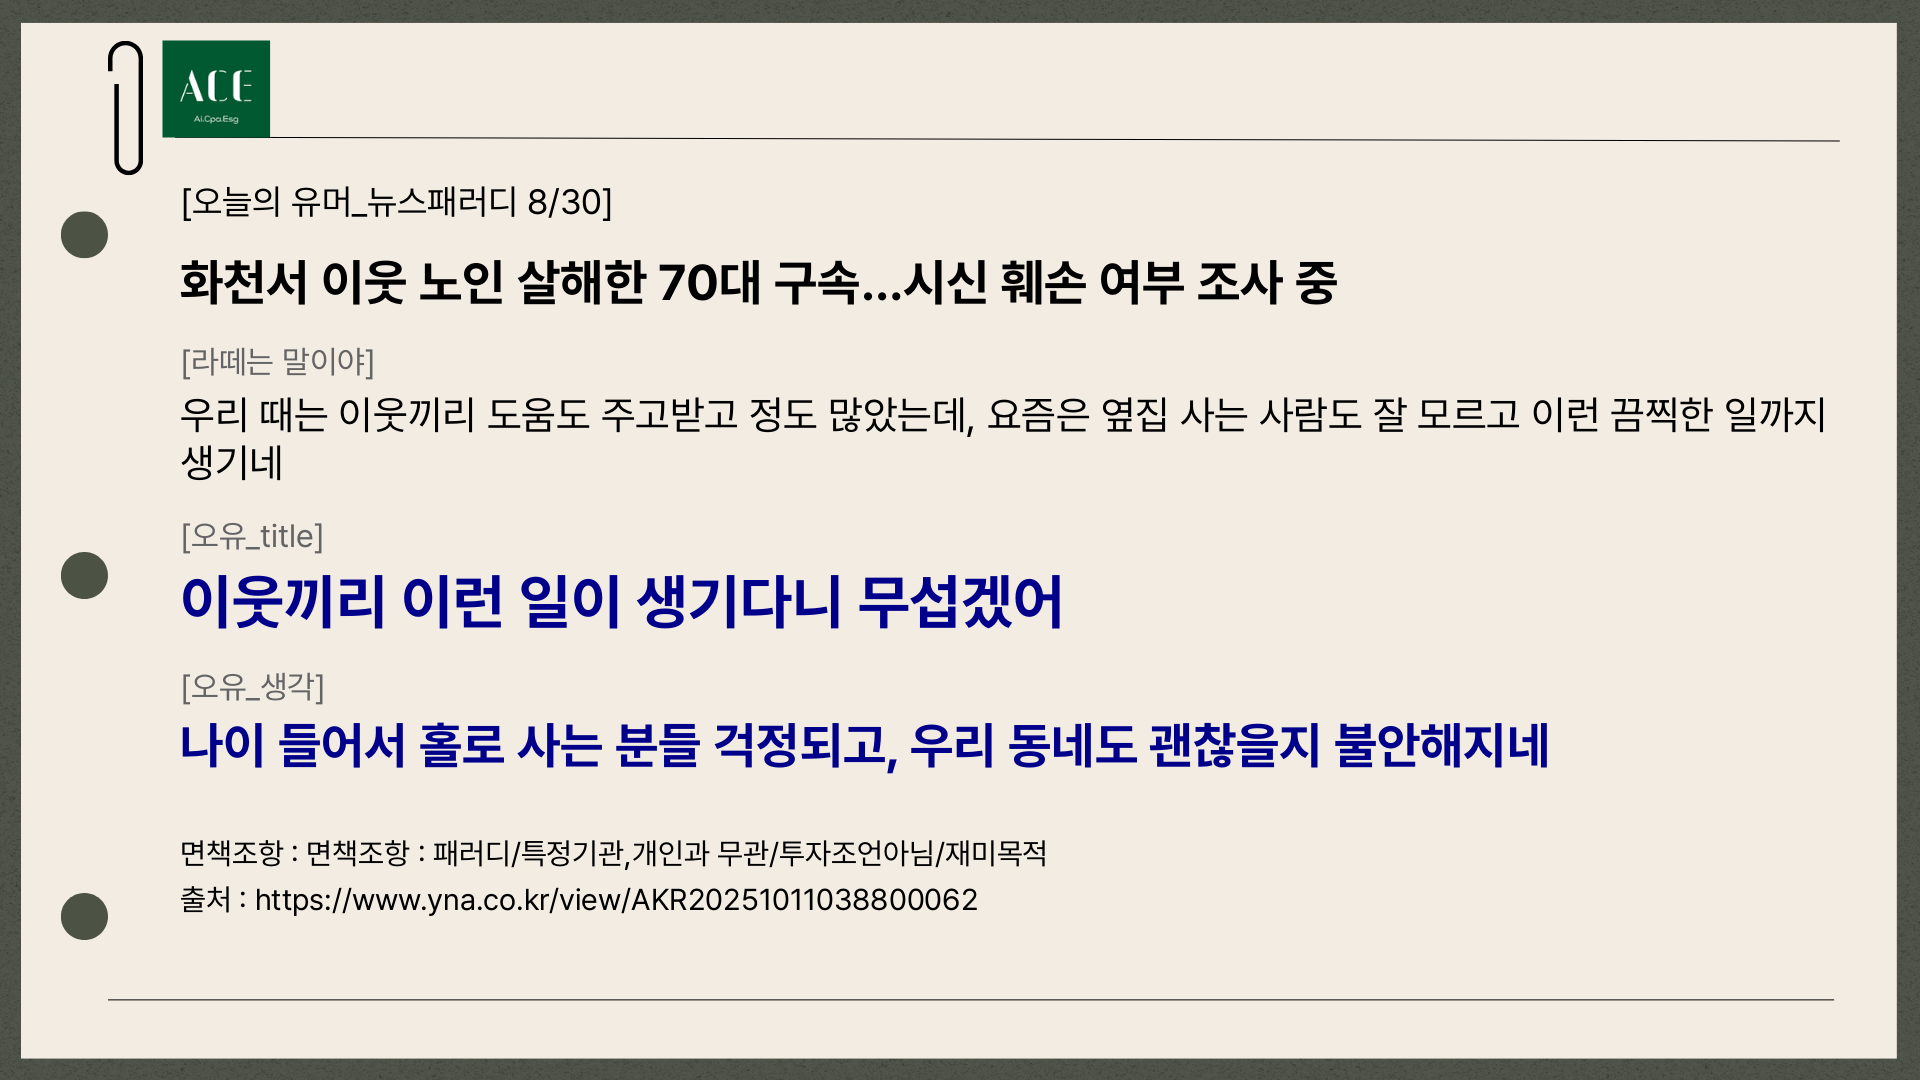 ACE
Ai.Cpa.Esg
[오늘의 유머_뉴스패러디 8/30]
화천서 이웃 노인 살해한 70대 구속...시신 훼손 여부 조사 중
[라떼는 말이야]
우리 때는 이웃끼리 도움도 주고받고 정도 많았는데, 요즘은 옆집 사는 사람도 잘 모르고 이런 끔찍한 일까지
생기네
[오유_title]
이웃끼리 이런 일이 생기다니 무섭겠어
[오유_생각]
나이 들어서 홀로 사는 분들 걱정되고, 우리 동네도 괜찮을지 불안해지네
면책조항 : 면책조항 : 패러디/특정기관,개인과 무관/투자조언아님/재미목적
출처 : https://www.yna.co.kr/view/AKR20251011038800062